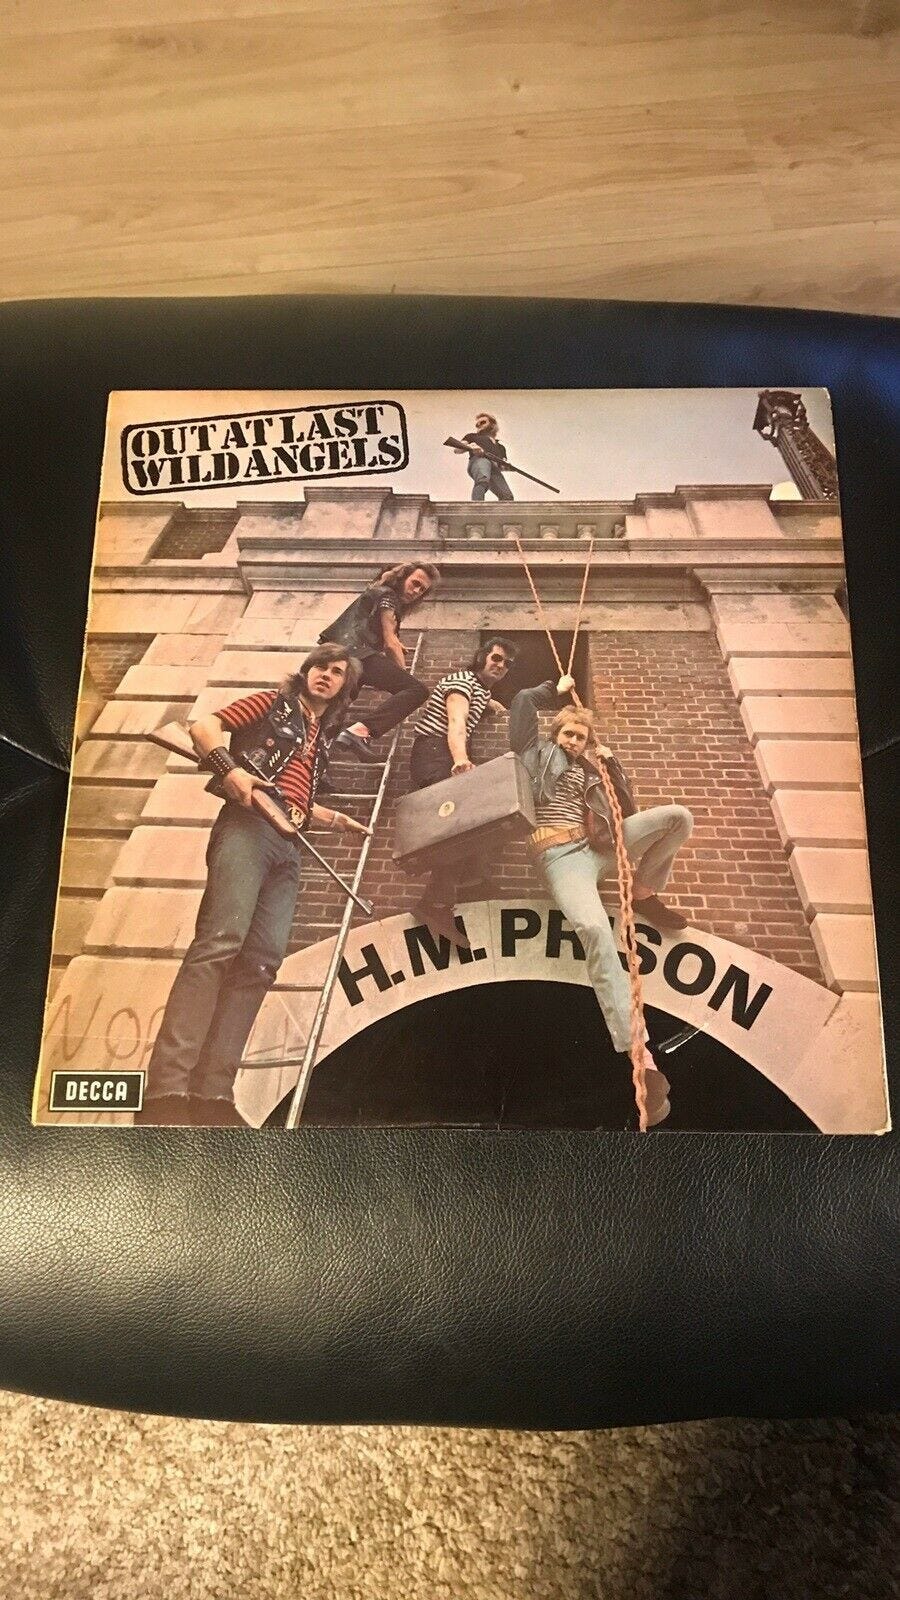 OUT AT LAST
WILD ANGELS
H.M. PRISON
DECCA